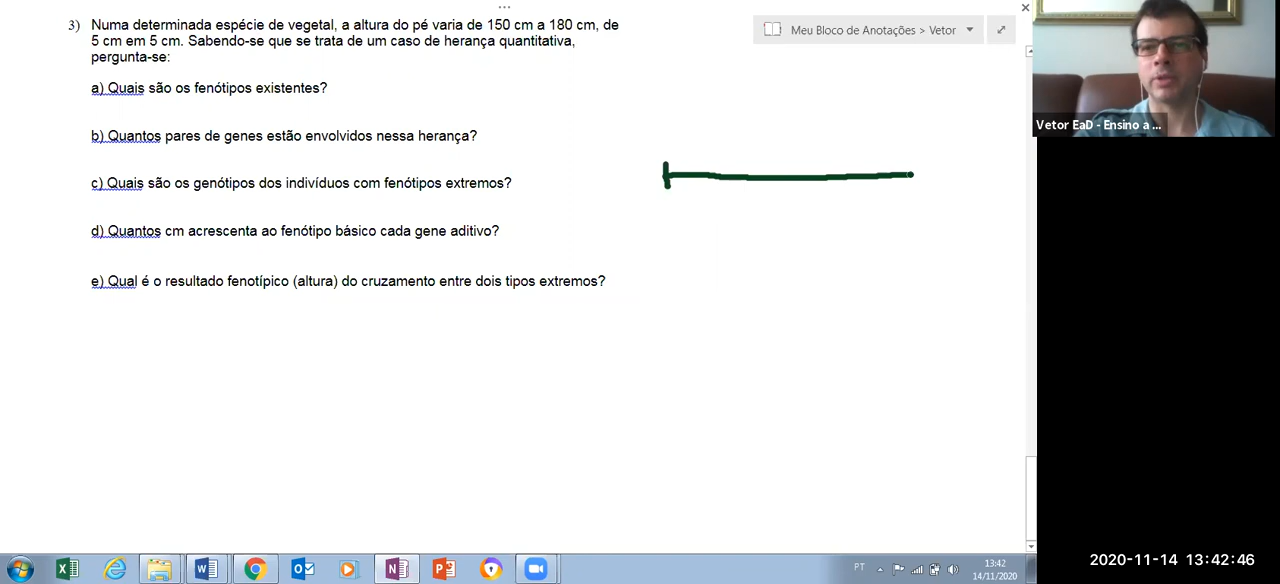 3) Numa determinada espécie de vegetal, a altura do pé varia de 150 cm a 180 cm, de
5 cm em 5 cm. Sabendo-se que se trata de um caso de herança quantitativa,
pergunta-se:
a) Quais são os fenótipos existentes?
b) Quantos pares de genes estão envolvidos nessa herança?
c) Quais são os genótipos dos indivíduos com fenótipos extremos?
d) Quantos cm acrescenta ao fenótipo básico cada gene aditivo?
e) Qual é o resultado fenotípico (altura) do cruzamento entre dois tipos extremos?
Meu Bloco de Anotações > Vetor
Vetor EaD - Ensino a ...
PT
13:42
14/11/2020
2020-11-14 13:42:46